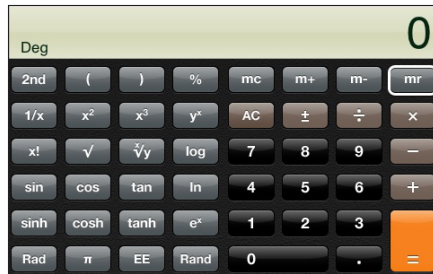 0
Deg
2nd ( ) % mc m+ m- mr
1/x x² x³ yˣ AC ± ÷ ×
x! √ ˣ√y log 7 8 9 −
sin cos tan ln 4 5 6 +
sinh cosh tanh eˣ 1 2 3 =
Rad π EE Rand 0 .